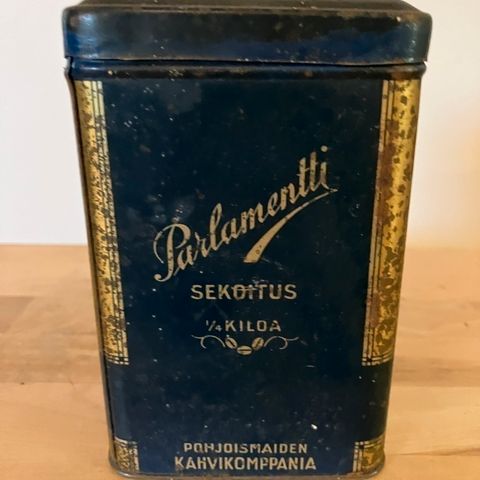 Parlamentti
SEKOITUS
¼ KILOA
POHJOISMAIDEN
KAHVIKOMPPANIA